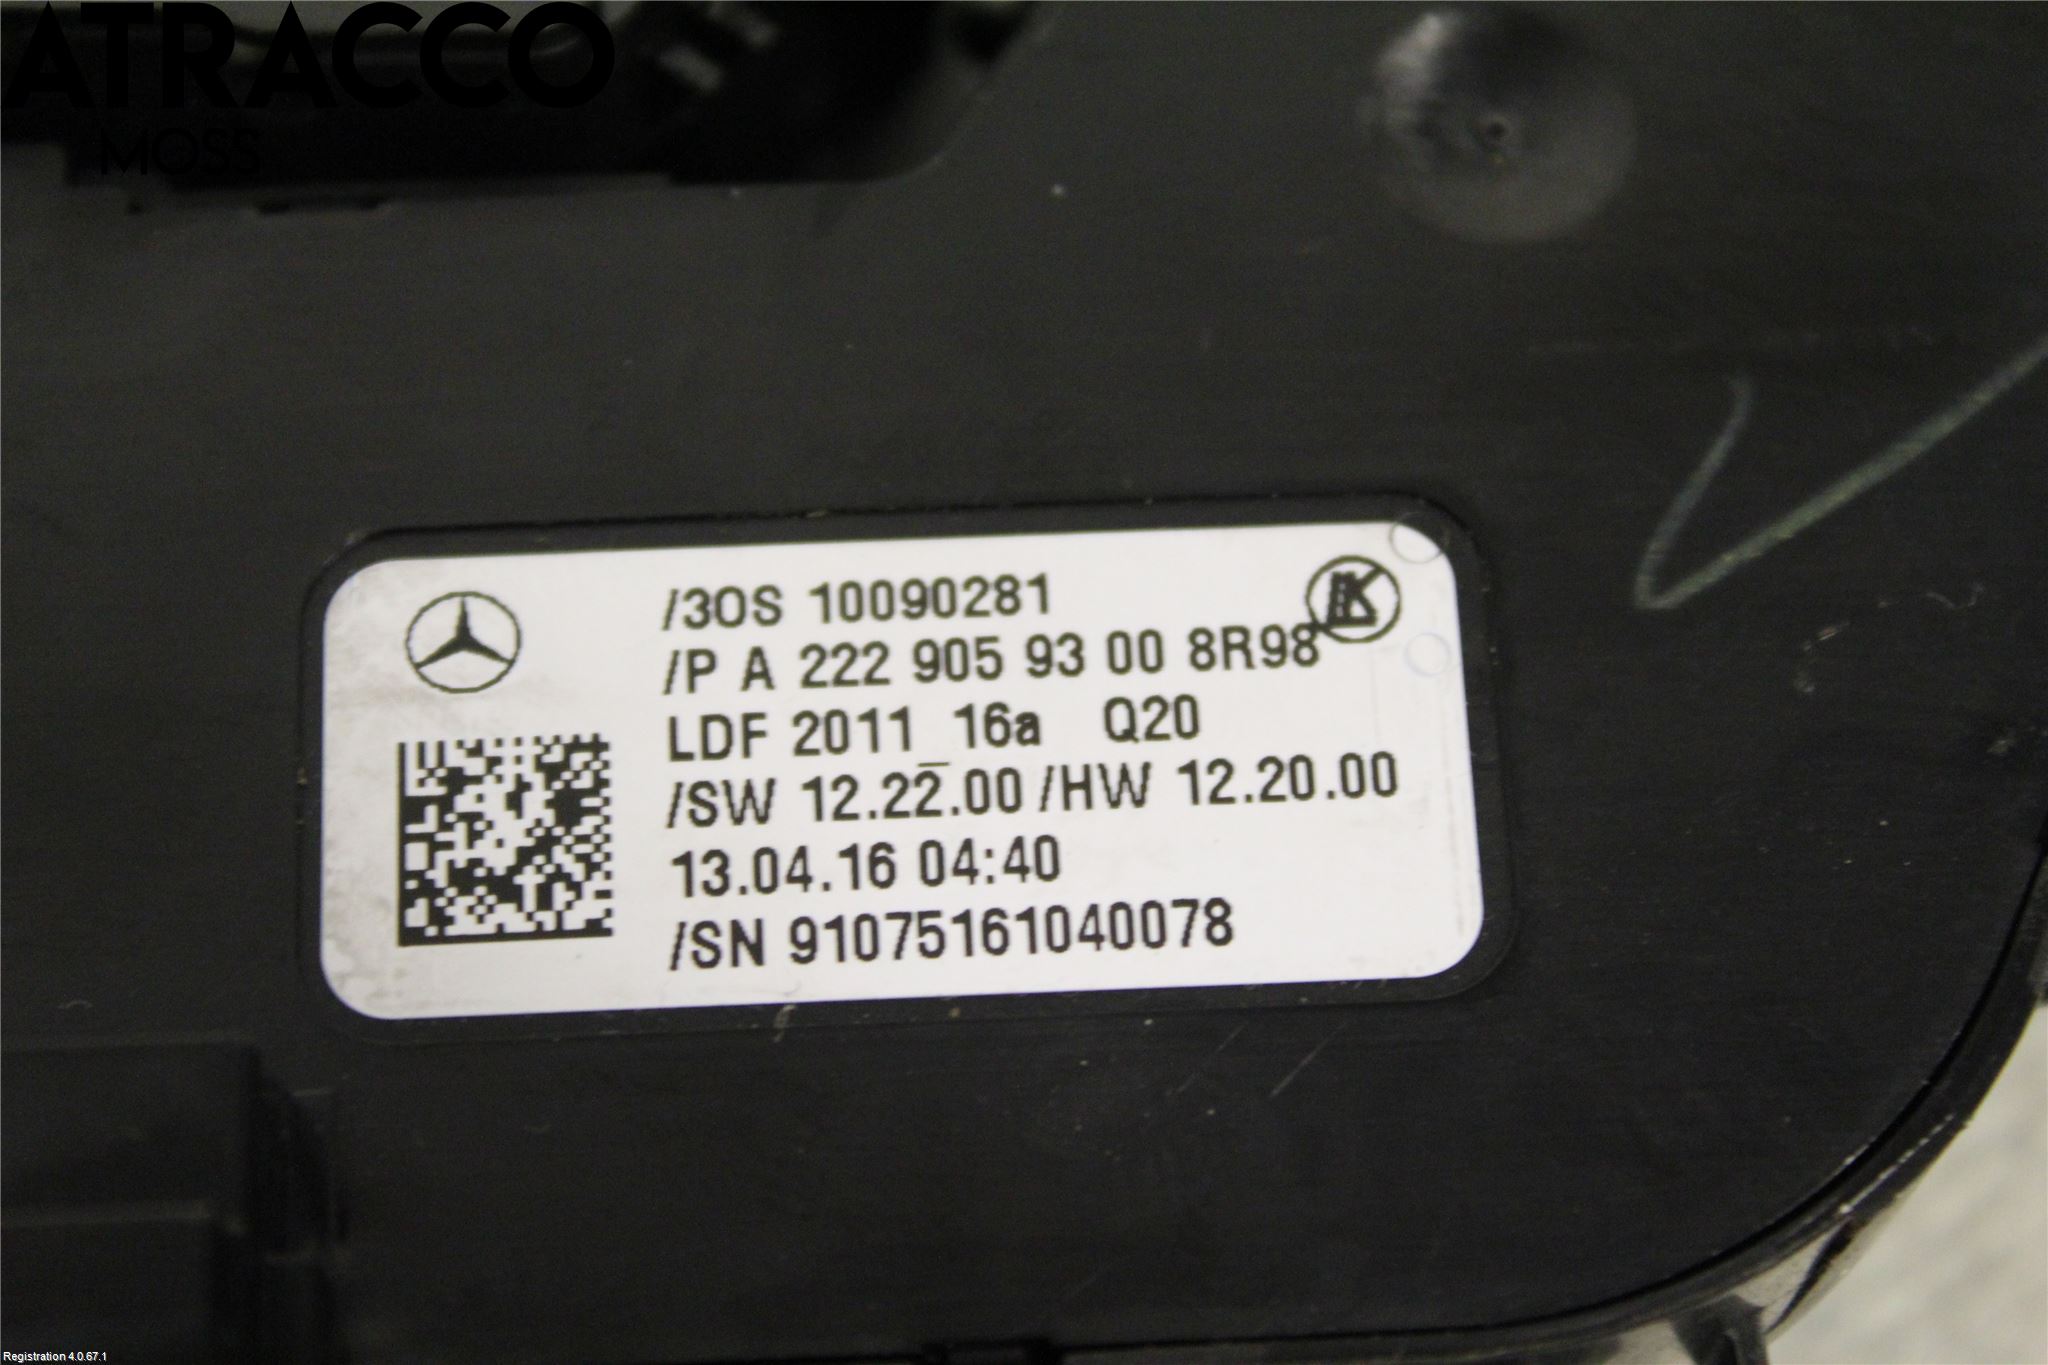 ATRACCO
MOSS
/3OS 10090281
/P A 222 905 93 00 8R98
LDF 2011_16a Q20
/SW 12.22.00 /HW 12.20.00
13.04.16 04:40
/SN 91075161040078
Registration 4.0.67.1